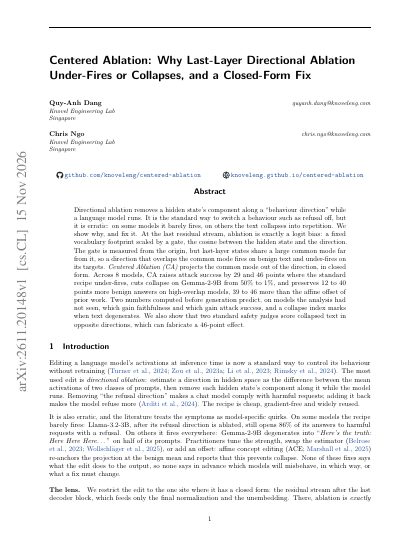 Centered Ablation: Why Last-Layer Directional Ablation
Under-Fires or Collapses, and a Closed-Form Fix
Quy-Anh Dang quyanh.dang@knoveleng.com
Knovel Engineering Lab
Singapore
Chris Ngo chris.ngo@knoveleng.com
Knovel Engineering Lab
Singapore
github.com/knoveleng/centered-ablation knoveleng.github.io/centered-ablation
Abstract
Directional ablation removes a hidden state's component along a "behaviour direction" while
a language model runs. It is the standard way to switch a behaviour such as refusal off, but
it is erratic: on some models it barely fires, on others the text collapses into repetition. We
show why, and fix it. At the last residual stream, ablation is exactly a logit bias: a fixed
vocabulary footprint scaled by a gate, the cosine between the hidden state and the direction.
The gate is measured from the origin, but last-layer states share a large common mode far
from it, so a direction that overlaps the common mode fires on benign text and under-fires on
its targets. Centered Ablation (CA) projects the common mode out of the direction, in closed
form. Across 8 models, CA raises attack success by 29 and 46 points where the standard
recipe under-fires, cuts collapse on Gemma-2-9B from 50% to 1%, and preserves 12 to 40
points more benign answers on high-overlap models, 39 to 46 more than the affine offset of
prior work. Two numbers computed before generation predict, on models the analysis had
not seen, which gaining faithfulness and which gain attack success, and a collapse index marks
when text degenerates. We also show that two standard safety judges score collapsed text in
opposite directions, which can fabricate a 46-point effect.
1 Introduction
Editing a language model's activations at inference time is now a standard way to control its behaviour
without retraining (Turner et al., 2024; Zou et al., 2023a; Li et al., 2023; Rimsky et al., 2024). The most
used edit is directional ablation: estimate a direction in hidden space as the difference between the mean
activations of two classes of prompts, then remove each hidden state's component along it while the model
runs. Removing "the refusal direction" makes a chat model comply with harmful requests; adding it back
makes the model refuse more (Arditi et al., 2024). The recipe is cheap, gradient-free and widely reused.
It is also erratic, and the literature treats the symptoms as model-specific quirks. On some models the recipe
barely fires: Llama-3.2-3B, after its refusal direction is ablated, still opens 86% of its answers to harmful
requests with a refusal. On others it fires everywhere: Gemma-2-9B degenerates into "Here's the truth:
Here Here Here..." on half of its prompts. Practitioners tune the strength, swap the estimator (Belrose
et al., 2023; Wollschläger et al., 2025), or add an offset: affine concept editing (ACE; Marshall et al., 2025)
re-anchors the projection at the benign mean and reports that this prevents collapse. None of these fixes says
what the edit does to the output, so none says in advance which models will misbehave, in which way, or
what a fix must change.
The lens. We restrict the edit to the one site where it has a closed form: the residual stream after the last
decoder block, which feeds only the final normalization and the unembedding. There, ablation is exactly
1
arXiv:2611.20148v1 [cs.CL] 15 Nov 2026